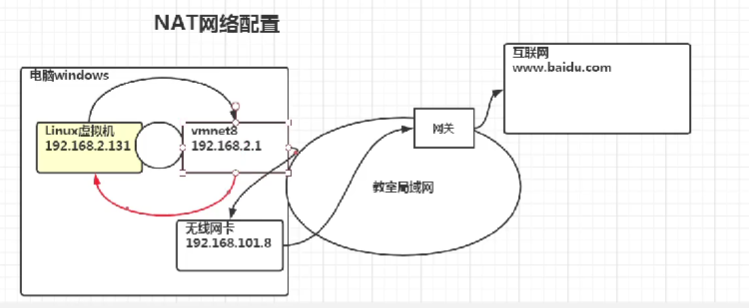 NAT网络配置
互联网
www.baidu.com
电脑windows
Linux虚拟机
192.168.2.131
vmnet8
192.168.2.1
网关
教室局域网
无线网卡
192.168.101.8